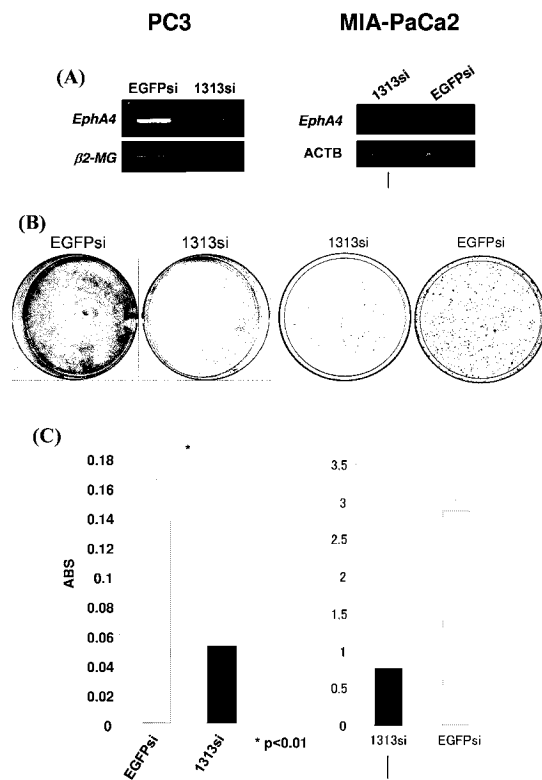 PC3 MIA-PaCa2
(A)
EGFPsi 1313si 1313si EGFPsi
EphA4 EphA4
β2-MG ACTB
(B)
EGFPsi 1313si 1313si EGFPsi
(C)
ABS
0.18
0.16
0.14
0.12
0.1
0.08
0.06
0.04
0.02
0
*
EGFPsi 1313si
* p<0.01
3.5
3
2.5
2
1.5
1
0.5
0
1313si EGFPsi